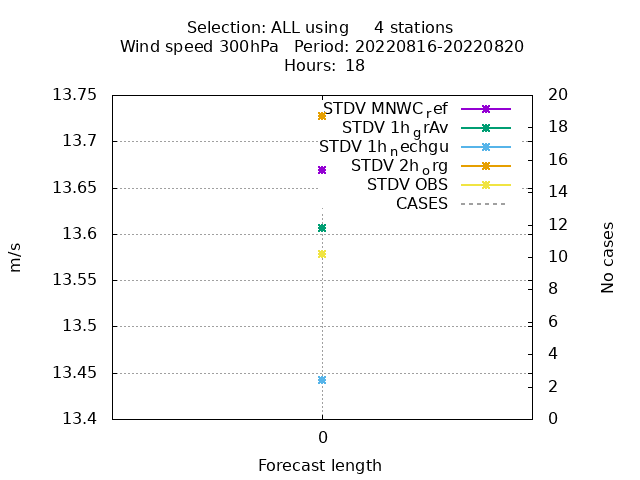 Selection: ALL using     4 stations
Wind speed 300hPa   Period: 20220816-20220820
Hours: 18
13.75
13.7
13.65
13.6
13.55
13.5
13.45
13.4
20
18
16
14
12
10
8
6
4
2
0
STDV MNWC_ref
STDV 1h_grAv
STDV 1h_nechgu
STDV 2h_org
STDV OBS
CASES
m/s
No cases
0
Forecast length